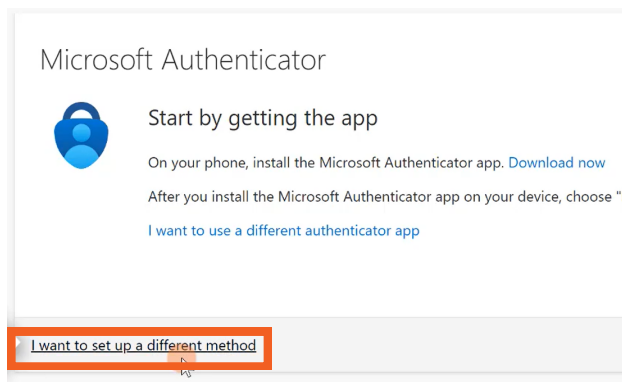 Microsoft Authenticator
Start by getting the app
On your phone, install the Microsoft Authenticator app. Download now
After you install the Microsoft Authenticator app on your device, choose "
I want to use a different authenticator app
I want to set up a different method